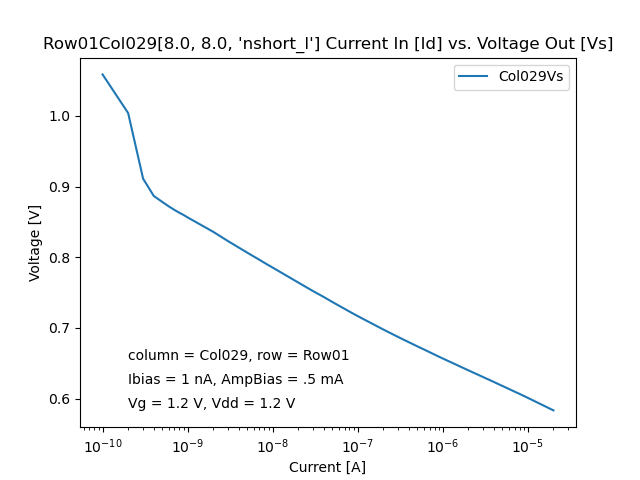 Row01Col029[8.0, 8.0, 'nshort_l'] Current In [Id] vs. Voltage Out [Vs]
Col029Vs
1.0
0.9
0.8
0.7
0.6
Voltage [V]
column = Col029, row = Row01
Ibias = 1 nA, AmpBias = .5 mA
Vg = 1.2 V, Vdd = 1.2 V
10⁻¹⁰ 10⁻⁹ 10⁻⁸ 10⁻⁷ 10⁻⁶ 10⁻⁵
Current [A]